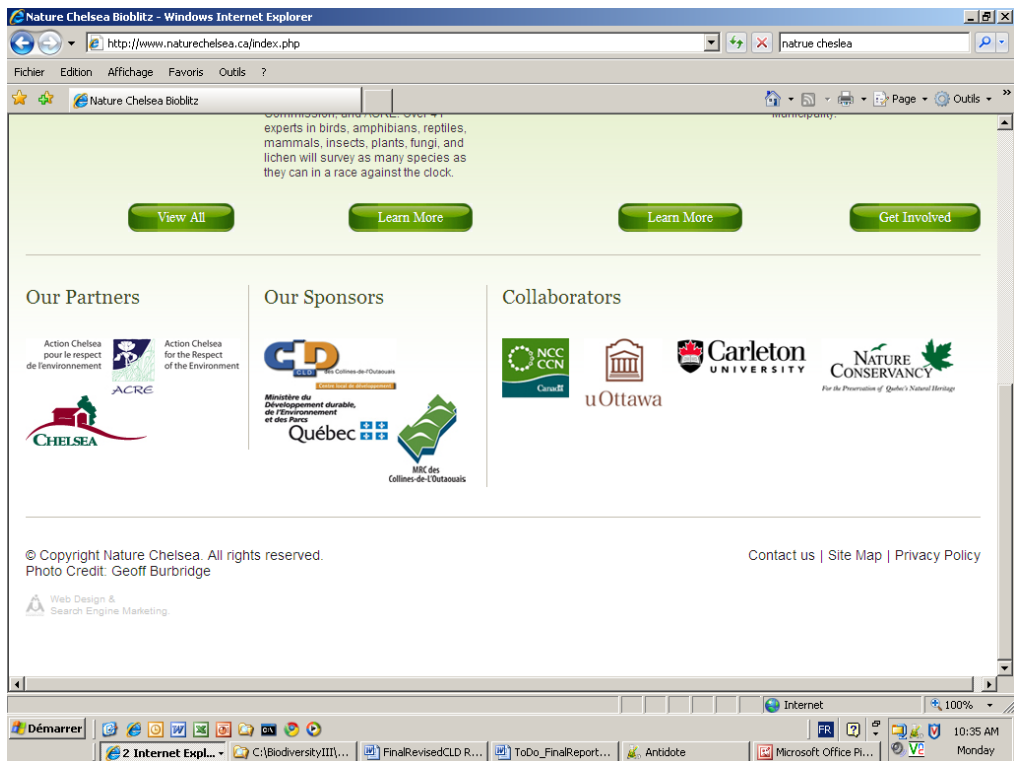 Nature Chelsea Bioblitz - Windows Internet Explorer
http://www.naturechelsea.ca/index.php
natrue cheslea
Fichier Edition Affichage Favoris Outils ?
Nature Chelsea Bioblitz
Page
Outils
experts in birds, amphibians, reptiles,
mammals, insects, plants, fungi, and
lichen will survey as many species as
they can in a race against the clock.
View All
Learn More
Learn More
Get Involved
Our Partners
Action Chelsea
pour le respect
de l'environnement
ACRE
Action Chelsea
for the Respect
of the Environment
CHELSEA
Our Sponsors
CLD
C.L.D. des Collines-de-l'Outaouais
Centre local de développement
Ministère du
Développement durable,
de l'Environnement
et des Parcs
Québec
MRC des
Collines-de-l'Outaouais
Collaborators
NCC
CCN
Canada
uOttawa
Carleton
UNIVERSITY
NATURE
CONSERVANCY
For the Preservation of Quebec's Natural Heritage
© Copyright Nature Chelsea. All rights reserved.
Photo Credit: Geoff Burbridge
Contact us | Site Map | Privacy Policy
Web Design &
Search Engine Marketing.
Internet
100%
Démarrer
FR
10:35 AM
2 Internet Expl...
C:\BiodiversityIII\...
FinalRevisedCLD R...
ToDo_FinalReport...
Antidote
Microsoft Office Pi...
Monday